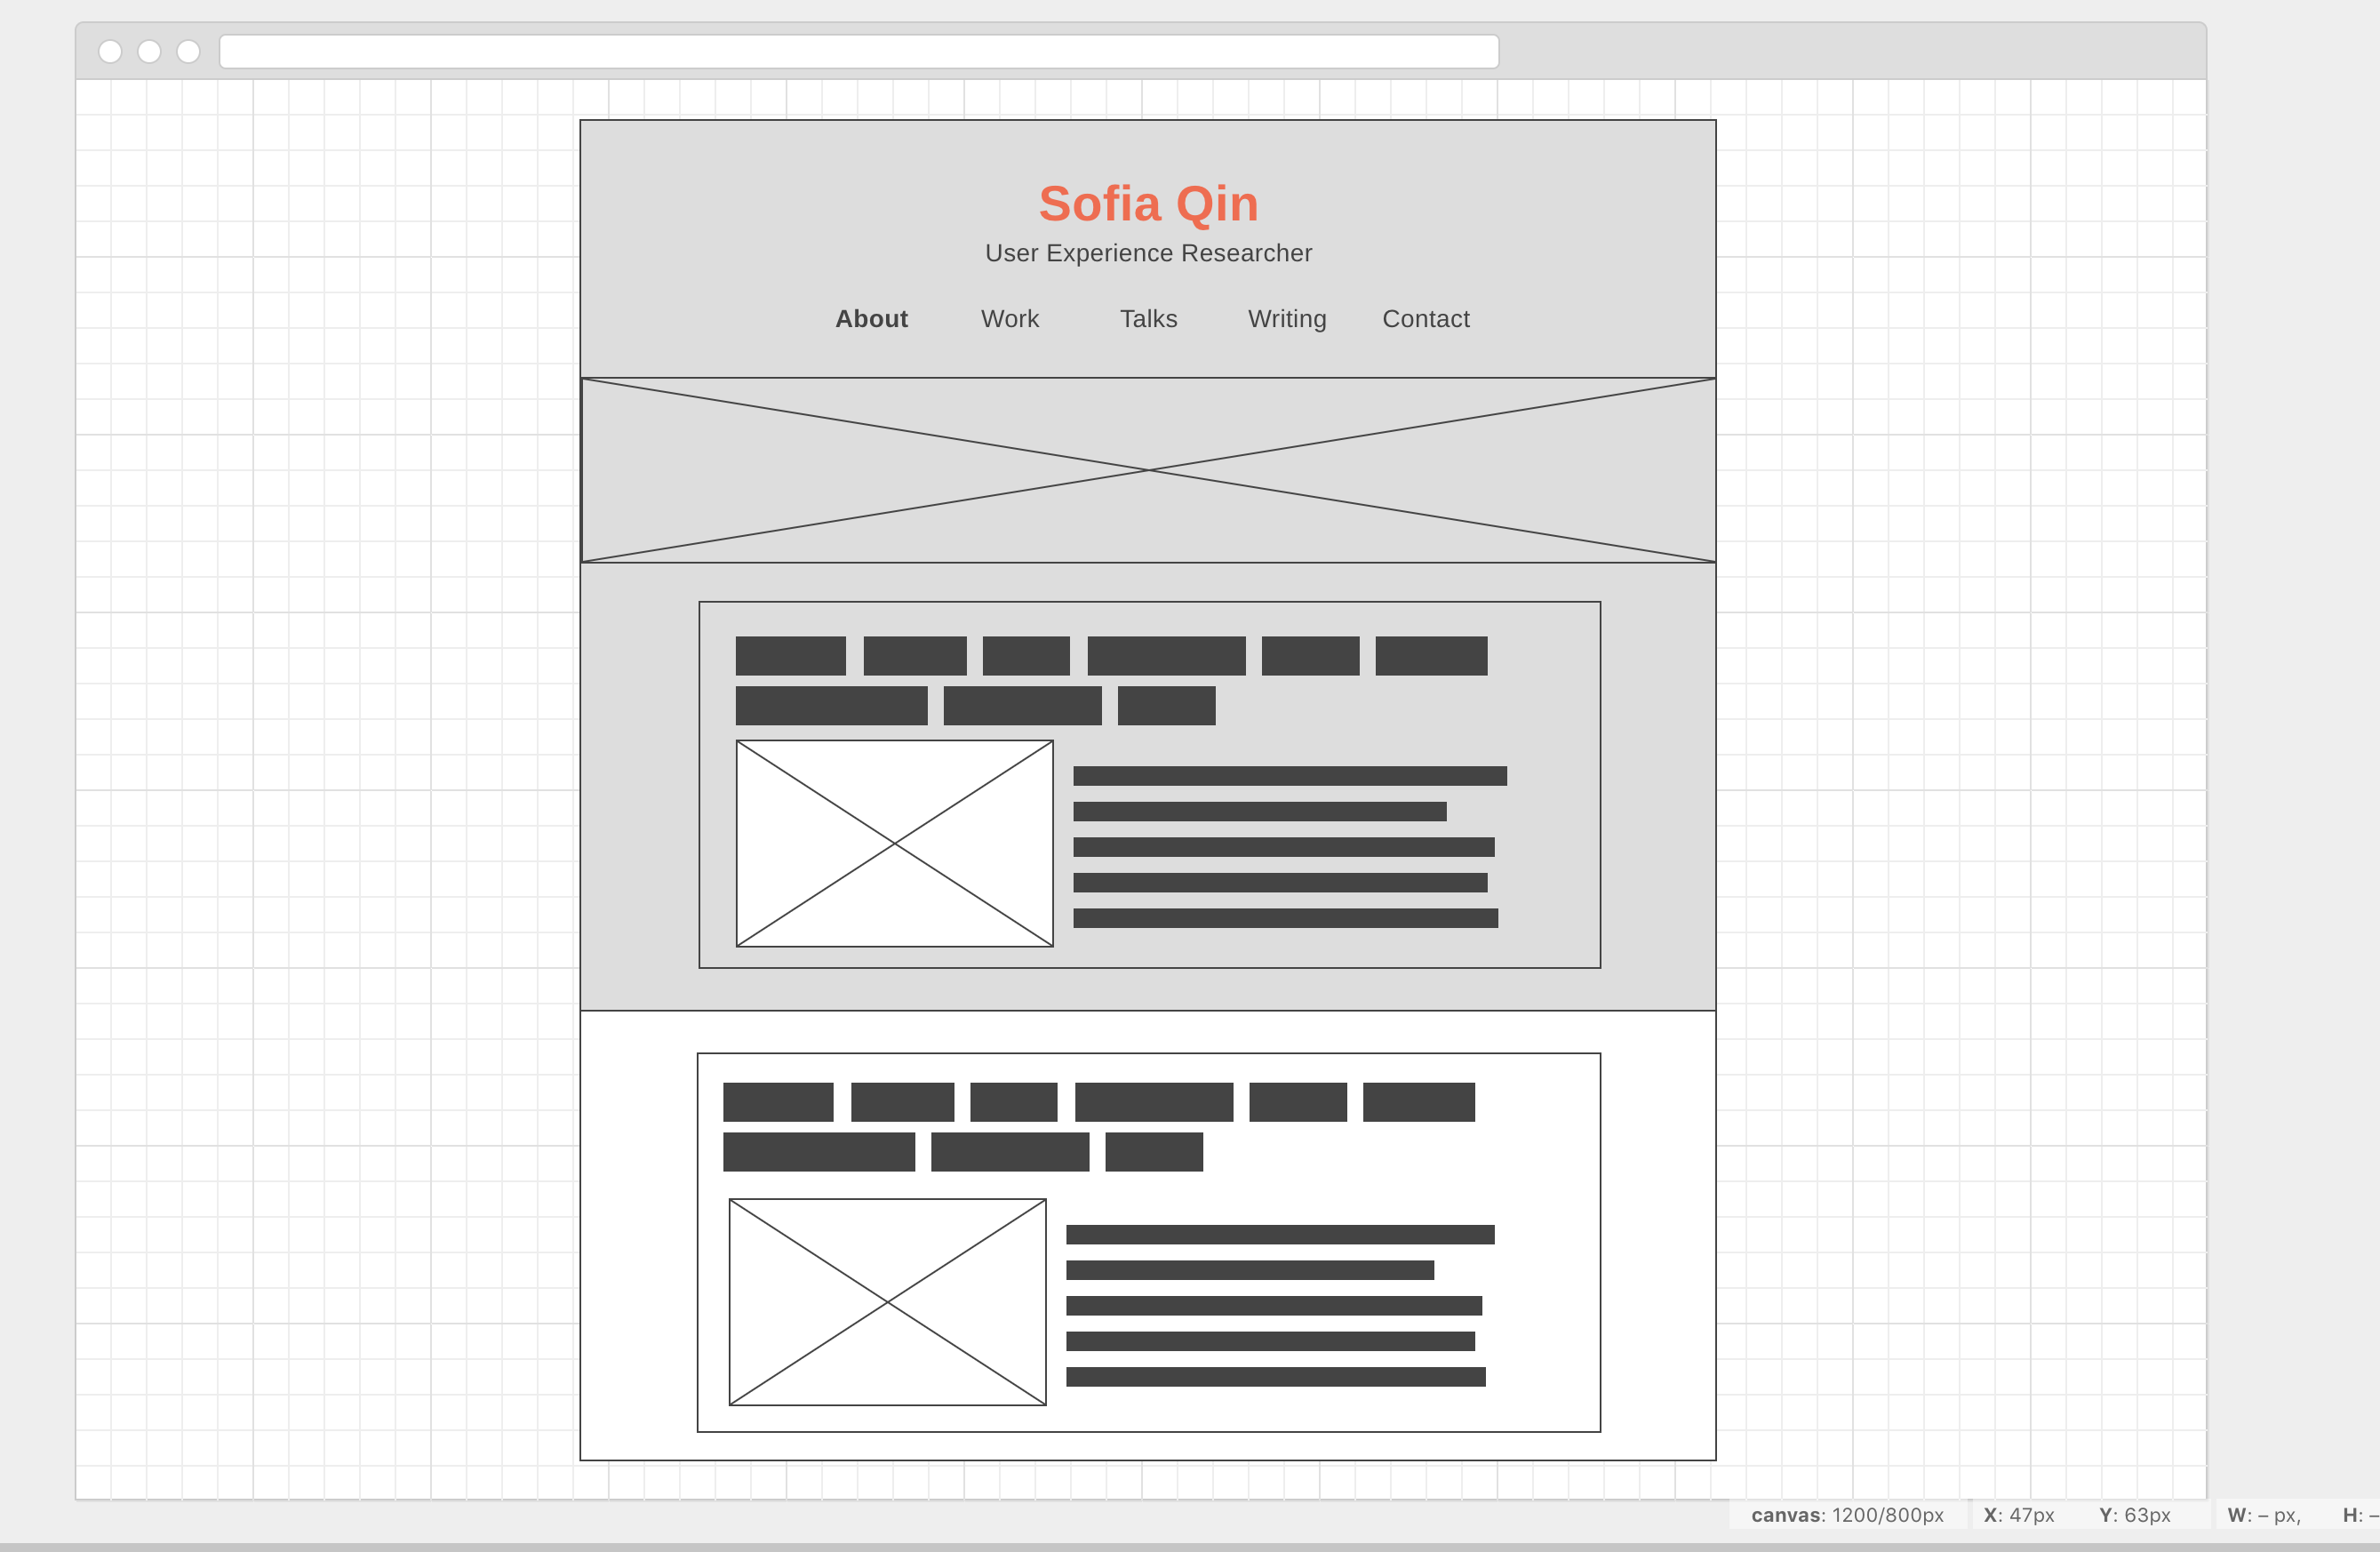 Sofia Qin
User Experience Researcher
About Work Talks Writing Contact
canvas: 1200/800px X: 47px Y: 63px W: – px, H: –